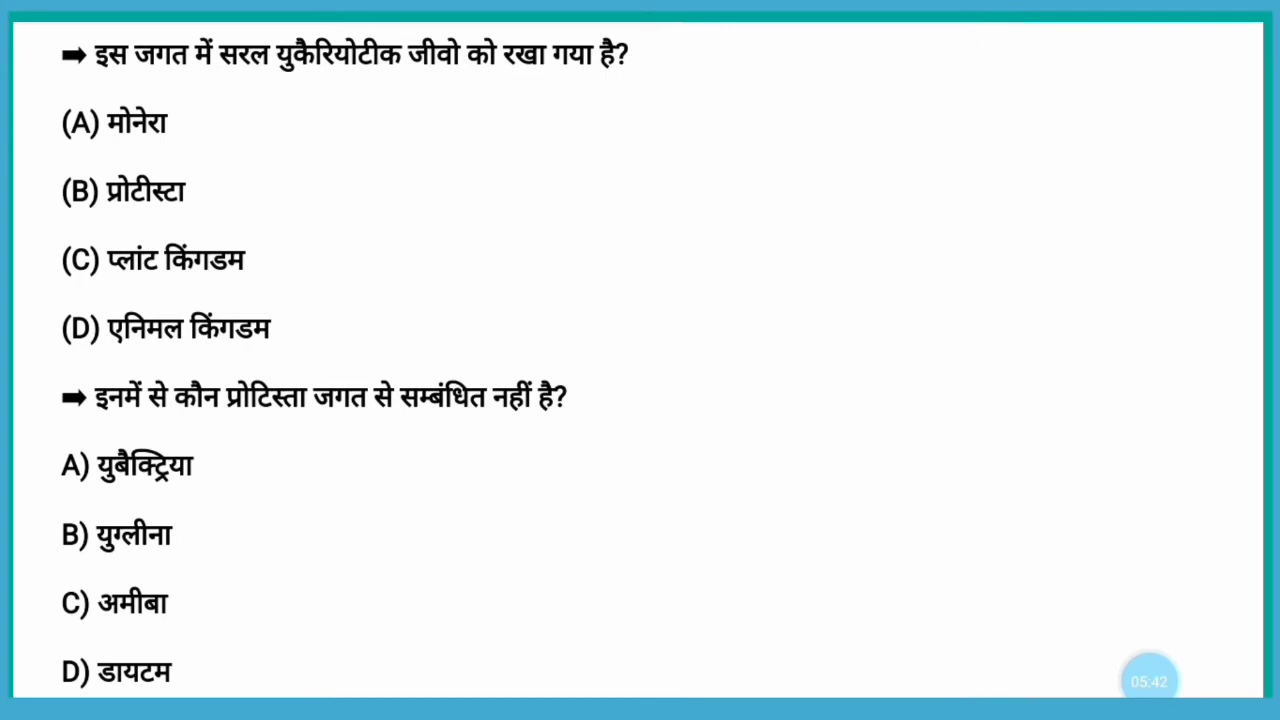 ➡ इस जगत में सरल युकैरियोटीक जीवो को रखा गया है?
(A) मोनेरा
(B) प्रोटीस्टा
(C) प्लांट किंगडम
(D) एनिमल किंगडम
➡ इनमें से कौन प्रोटिस्ता जगत से सम्बंधित नहीं है?
A) युबैक्ट्रिया
B) युग्लीना
C) अमीबा
D) डायटम
05:42